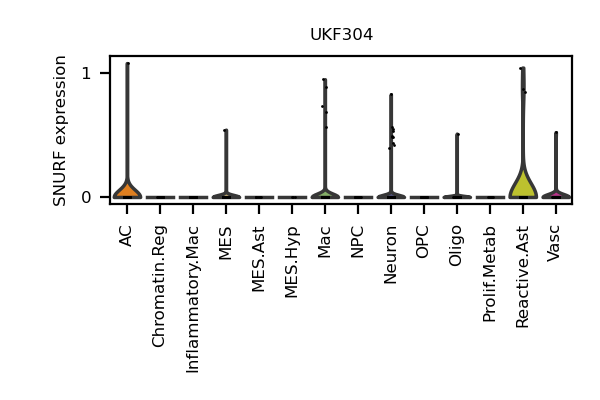 UKF304
SNURF expression
1
0
AC
Chromatin.Reg
Inflammatory.Mac
MES
MES.Ast
MES.Hyp
Mac
NPC
Neuron
OPC
Oligo
Prolif.Metab
Reactive.Ast
Vasc